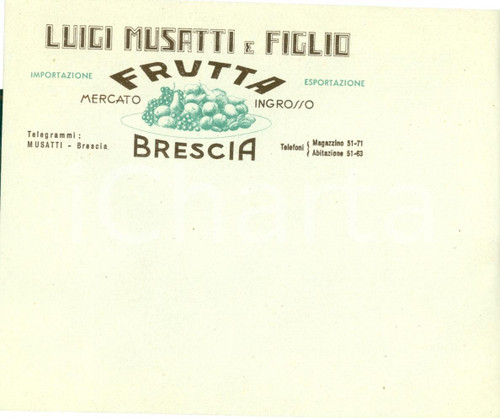 LUIGI MUSATTI E FIGLIO
IMPORTAZIONE FRUTTA ESPORTAZIONE
MERCATO INGROSSO
BRESCIA
Telegrammi :
MUSATTI - Brescia
Telefoni { Magazzino 51-71
Abitazione 51-63
iCharta